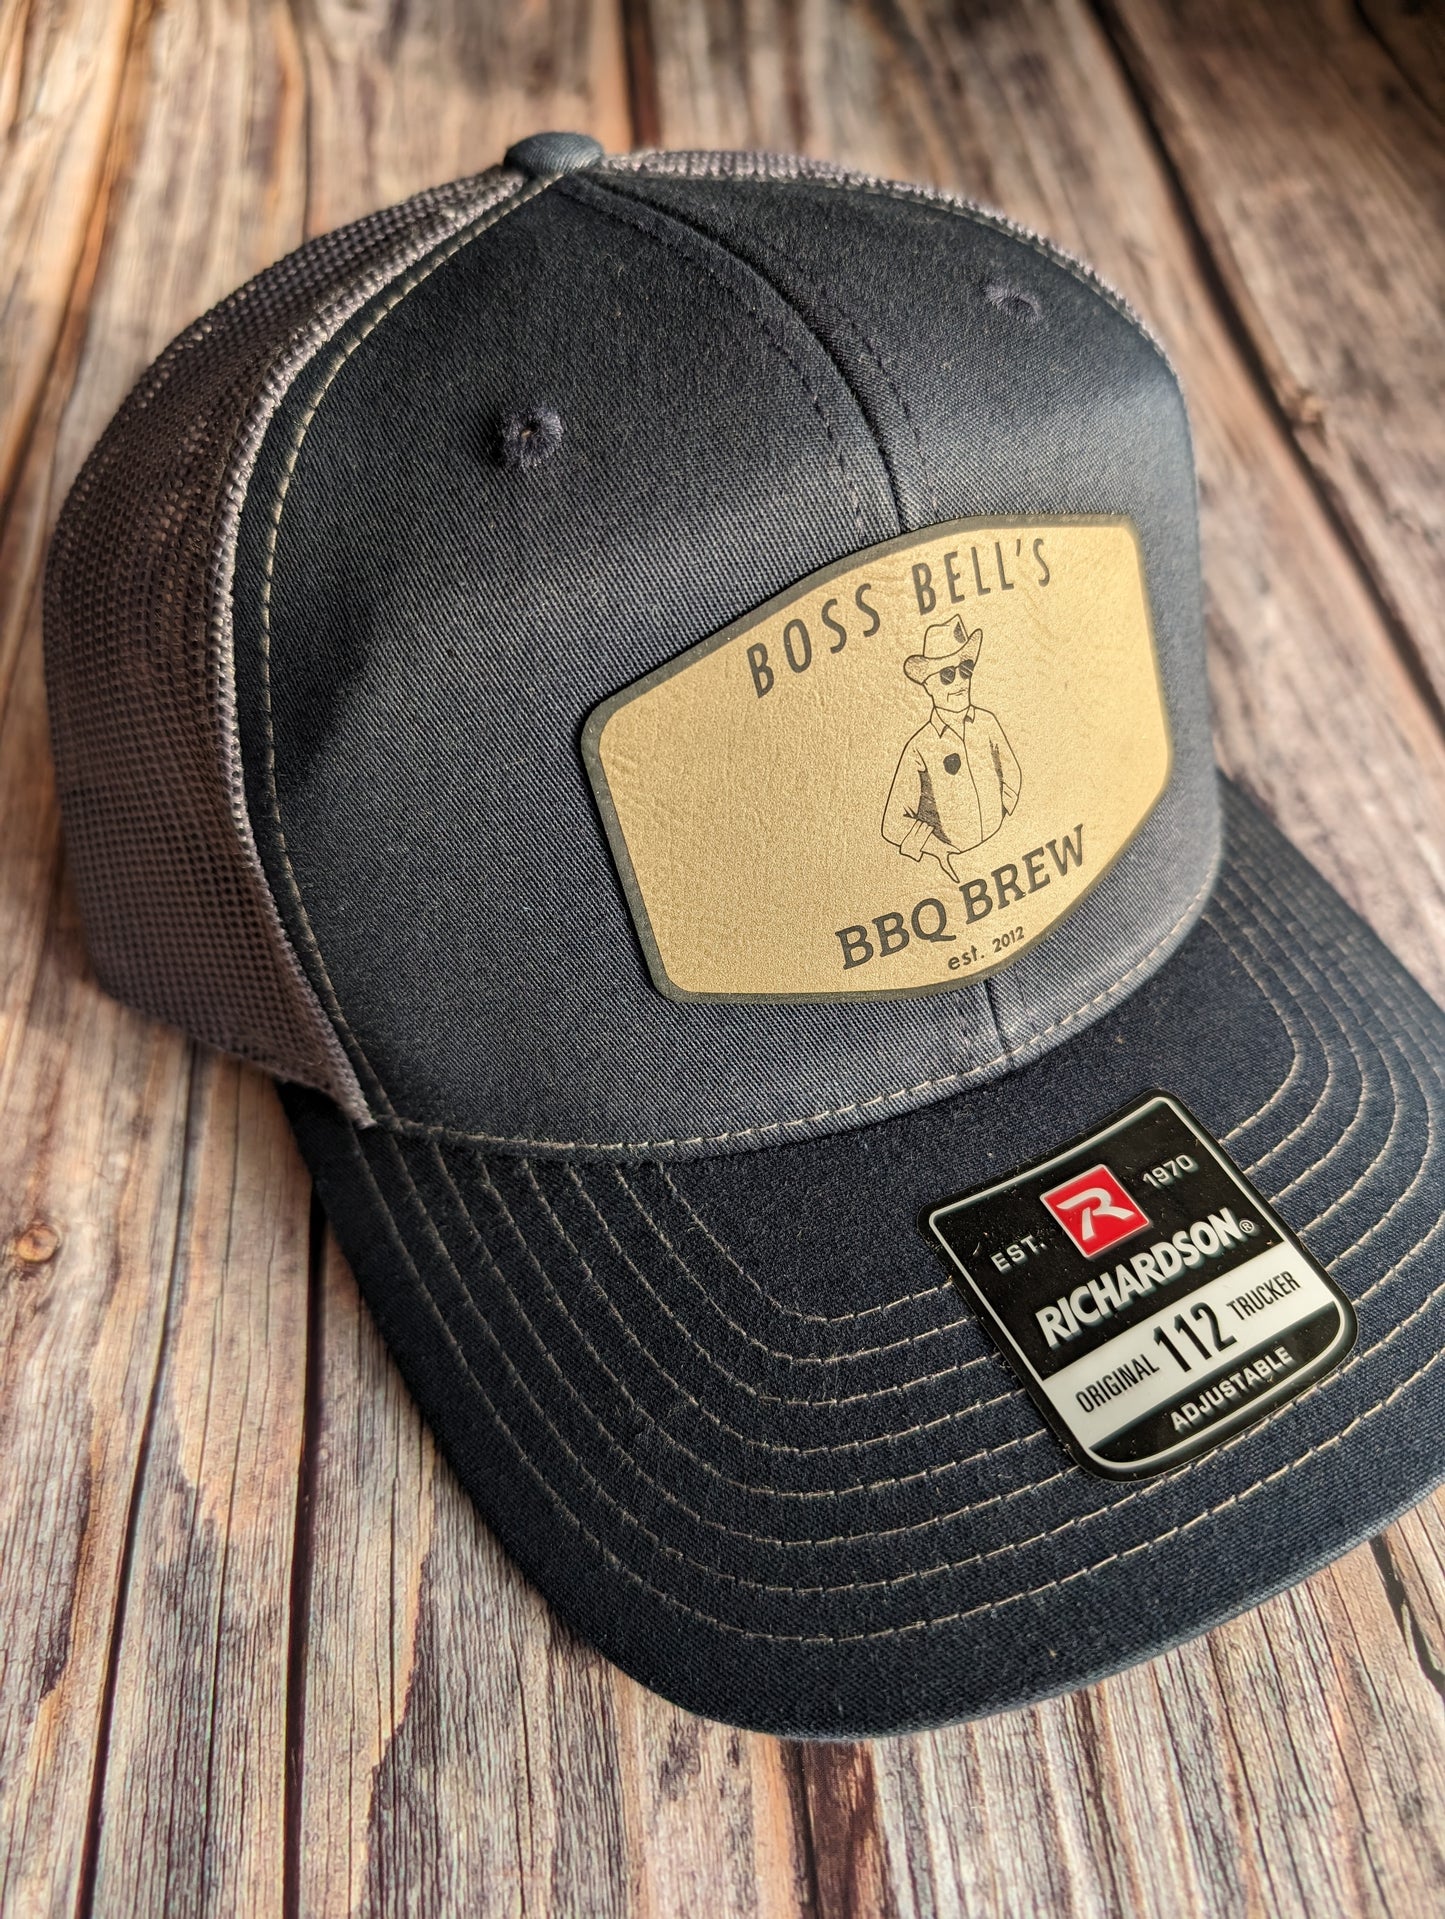 BOSS BELL'S
BBQ BREW
est. 2012
EST. R 1970
RICHARDSON®
ORIGINAL 112 TRUCKER
ADJUSTABLE